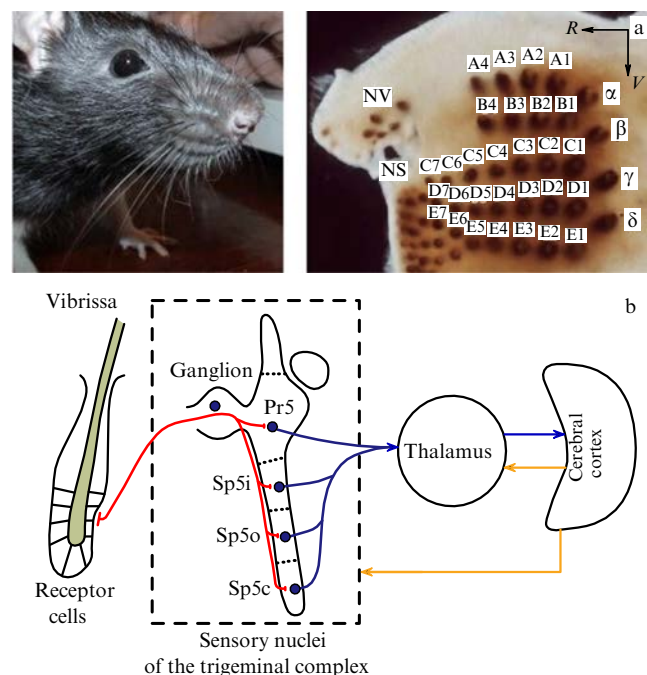 R a
V
A4 A3 A2 A1 α
NV B4 B3 B2 B1 β
C7 C6 C5 C4 C3 C2 C1
NS D7 D6 D5 D4 D3 D2 D1 γ
E7 E6 E5 E4 E3 E2 E1 δ
Vibrissa b
Ganglion
Pr5
Thalamus
Cerebral
cortex
Sp5i
Sp5o
Sp5c
Receptor
cells
Sensory nuclei
of the trigeminal complex